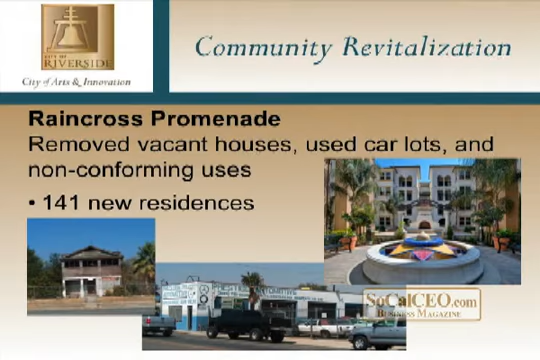 CITY OF
RIVERSIDE
City of Arts & Innovation
Community Revitalization
Raincross Promenade
Removed vacant houses, used car lots, and
non-conforming uses
• 141 new residences
SoCalCEO.com
BUSINESS MAGAZINE